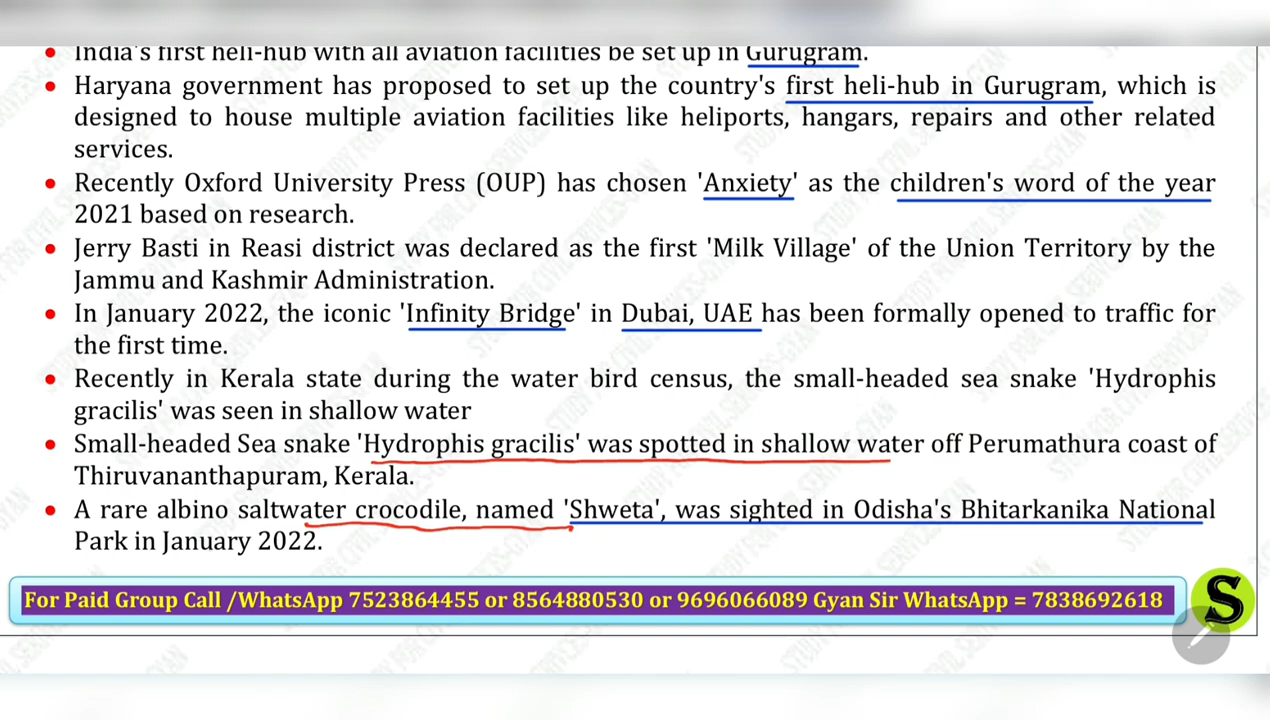 India's first heli-hub with all aviation facilities be set up in Gurugram.
Haryana government has proposed to set up the country's first heli-hub in Gurugram, which is
designed to house multiple aviation facilities like heliports, hangars, repairs and other related
services.
Recently Oxford University Press (OUP) has chosen 'Anxiety' as the children's word of the year
2021 based on research.
Jerry Basti in Reasi district was declared as the first 'Milk Village' of the Union Territory by the
Jammu and Kashmir Administration.
In January 2022, the iconic 'Infinity Bridge' in Dubai, UAE has been formally opened to traffic for
the first time.
Recently in Kerala state during the water bird census, the small-headed sea snake 'Hydrophis
gracilis' was seen in shallow water
Small-headed Sea snake 'Hydrophis gracilis' was spotted in shallow water off Perumathura coast of
Thiruvananthapuram, Kerala.
A rare albino saltwater crocodile, named 'Shweta', was sighted in Odisha's Bhitarkanika National
Park in January 2022.
For Paid Group Call /WhatsApp 7523864455 or 8564880530 or 9696066089 Gyan Sir WhatsApp = 7838692618
S